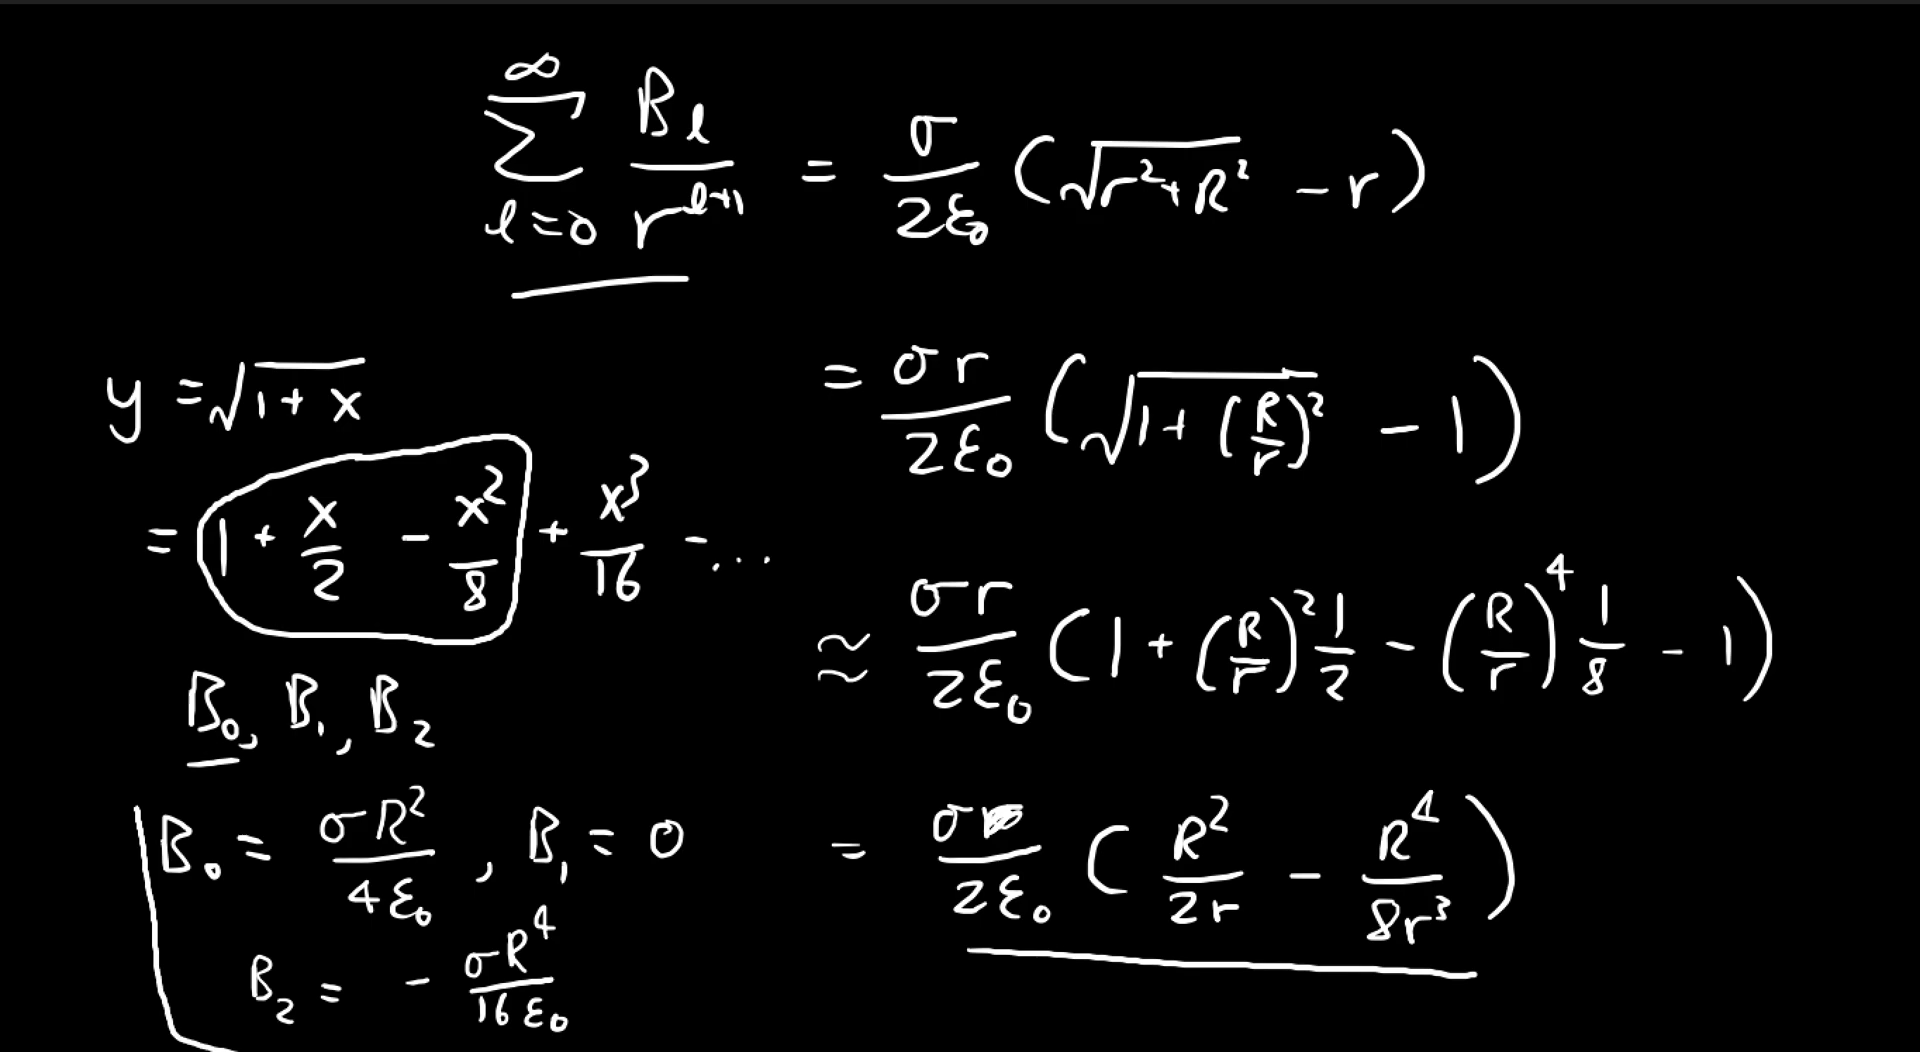 ∞
∑ B_ℓ / r^(ℓ+1) = σ/(2ε₀) (√(r²+R²) − r)
ℓ=0
y = √(1+x)
= 1 + x/2 − x²/8 + x³/16 − ...
B₀, B₁, B₂
B₀ = σR²/(4ε₀) , B₁ = 0
B₂ = − σR⁴/(16ε₀)
= σr/(2ε₀) (√(1+(R/r)²) − 1)
≈ σr/(2ε₀) (1 + (R/r)² 1/2 − (R/r)⁴ 1/8 − 1)
= σ/(2ε₀) (R²/(2r) − R⁴/(8r³))